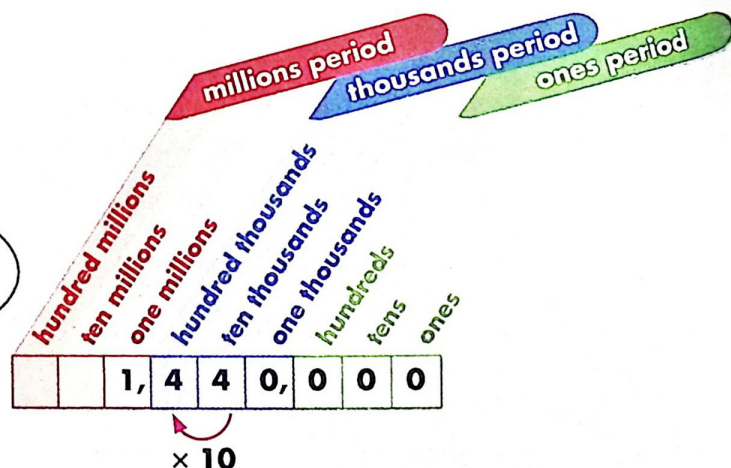 millions period
thousands period
ones period
hundred millions
ten millions
one millions
hundred thousands
ten thousands
one thousands
hundreds
tens
ones
1, 4 4 0, 0 0 0
× 10